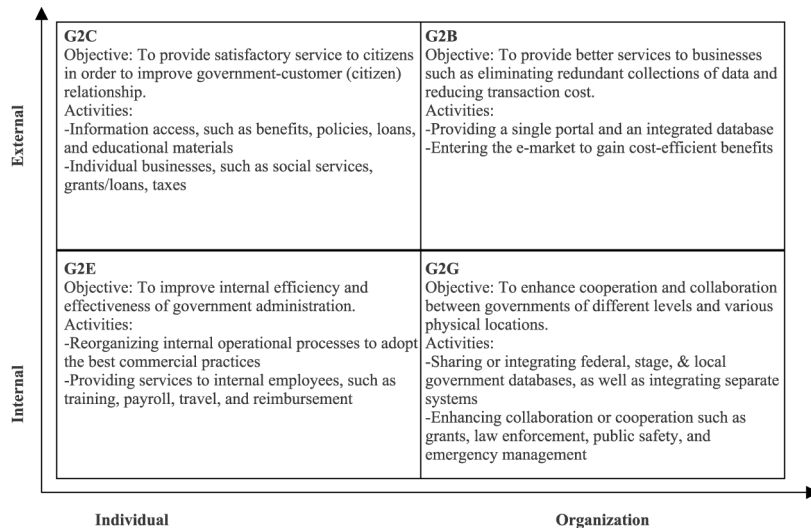 External
G2C
Objective: To provide satisfactory service to citizens
in order to improve government-customer (citizen)
relationship.
Activities:
-Information access, such as benefits, policies, loans,
and educational materials
-Individual businesses, such as social services,
grants/loans, taxes
G2B
Objective: To provide better services to businesses
such as eliminating redundant collections of data and
reducing transaction cost.
Activities:
-Providing a single portal and an integrated database
-Entering the e-market to gain cost-efficient benefits
Internal
G2E
Objective: To improve internal efficiency and
effectiveness of government administration.
Activities:
-Reorganizing internal operational processes to adopt
the best commercial practices
-Providing services to internal employees, such as
training, payroll, travel, and reimbursement
G2G
Objective: To enhance cooperation and collaboration
between governments of different levels and various
physical locations.
Activities:
-Sharing or integrating federal, stage, & local
government databases, as well as integrating separate
systems
-Enhancing collaboration or cooperation such as
grants, law enforcement, public safety, and
emergency management
Individual
Organization